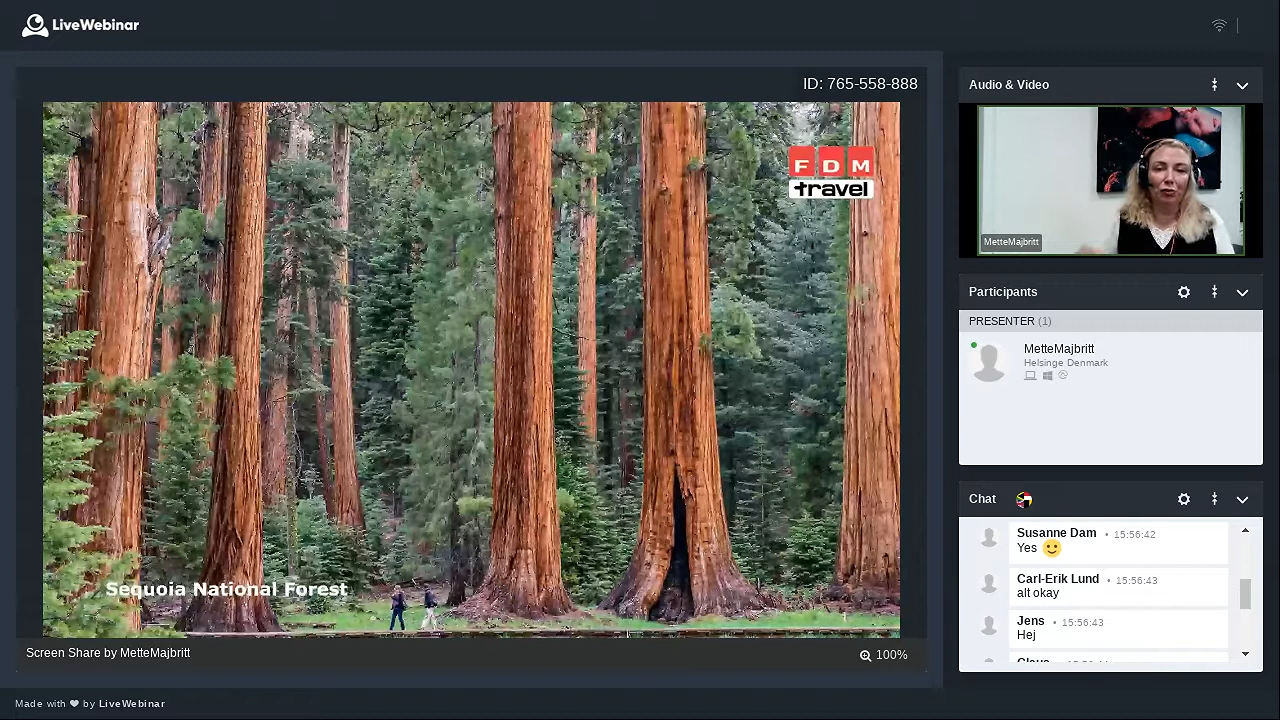 LiveWebinar
ID: 765-558-888
FDM
travel
Sequoia National Forest
Screen Share by MetteMajbritt
100%
Made with by LiveWebinar
Audio & Video
MetteMajbritt
Participants
PRESENTER (1)
MetteMajbritt
Helsinge Denmark
Chat
Susanne Dam • 15:56:42
Yes
Carl-Erik Lund • 15:56:43
alt okay
Jens • 15:56:43
Hej